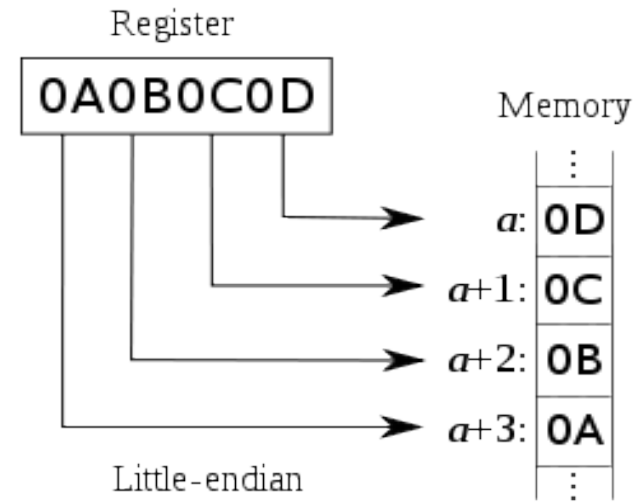 Register
0A0B0C0D
Memory
⋮
a: 0D
a+1: 0C
a+2: 0B
a+3: 0A
⋮
Little-endian